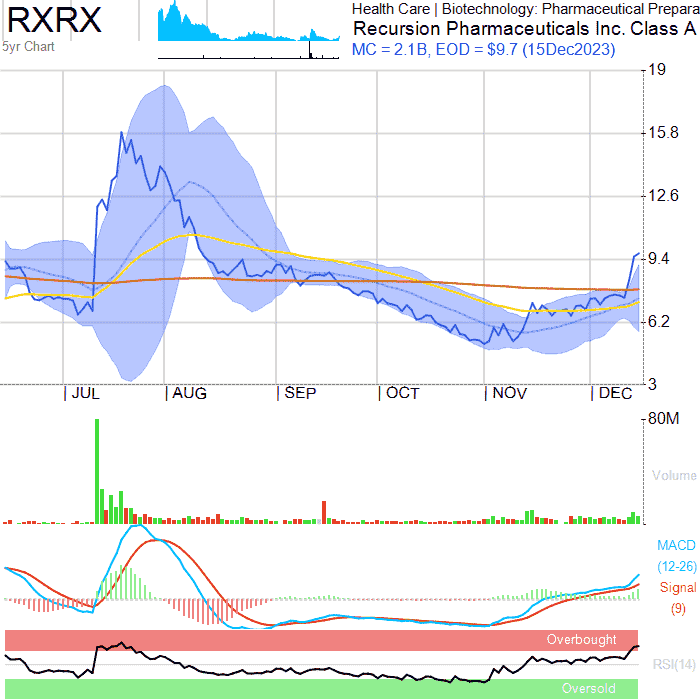 RXRX
5yr Chart
Health Care | Biotechnology: Pharmaceutical Prepara
Recursion Pharmaceuticals Inc. Class A
MC = 2.1B, EOD = $9.7 (15Dec2023)
19
15.8
12.6
9.4
6.2
3
JUL AUG SEP OCT NOV DEC
80M
Volume
MACD
(12-26)
Signal
(9)
Overbought
RSI(14)
Oversold